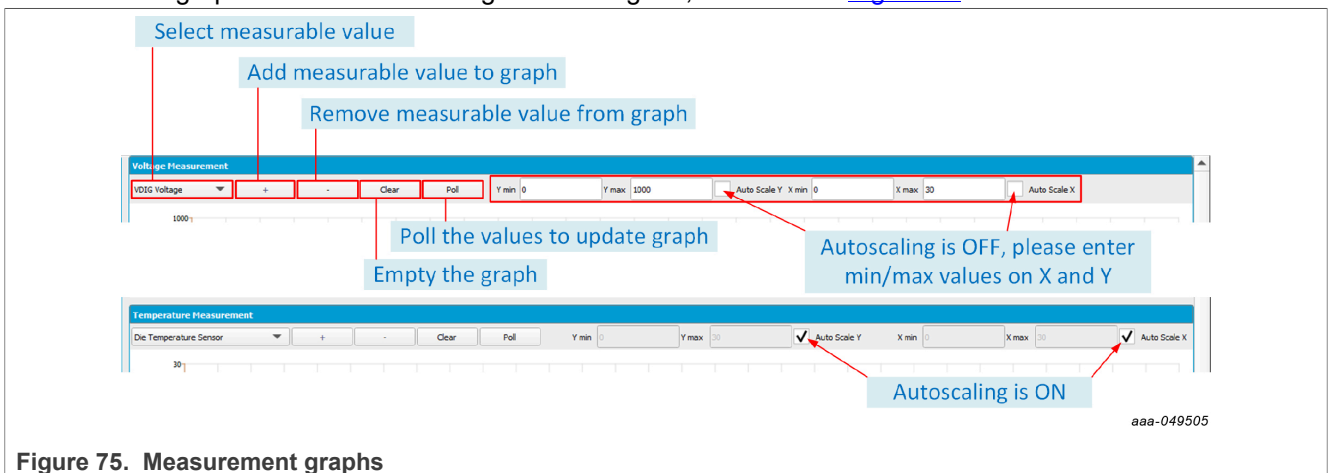 Select measurable value
Add measurable value to graph
Remove measurable value from graph
Voltage Measurement
VDIG Voltage + - Clear Poll Y min 0 Y max 1000 Auto Scale Y X min 0 X max 30 Auto Scale X
1000
Poll the values to update graph
Empty the graph
Autoscaling is OFF, please enter
min/max values on X and Y
Temperature Measurement
Die Temperature Sensor + - Clear Poll Y min 0 Y max 30 Auto Scale Y X min 0 X max 30 Auto Scale X
30
Autoscaling is ON
aaa-049505
Figure 75. Measurement graphs